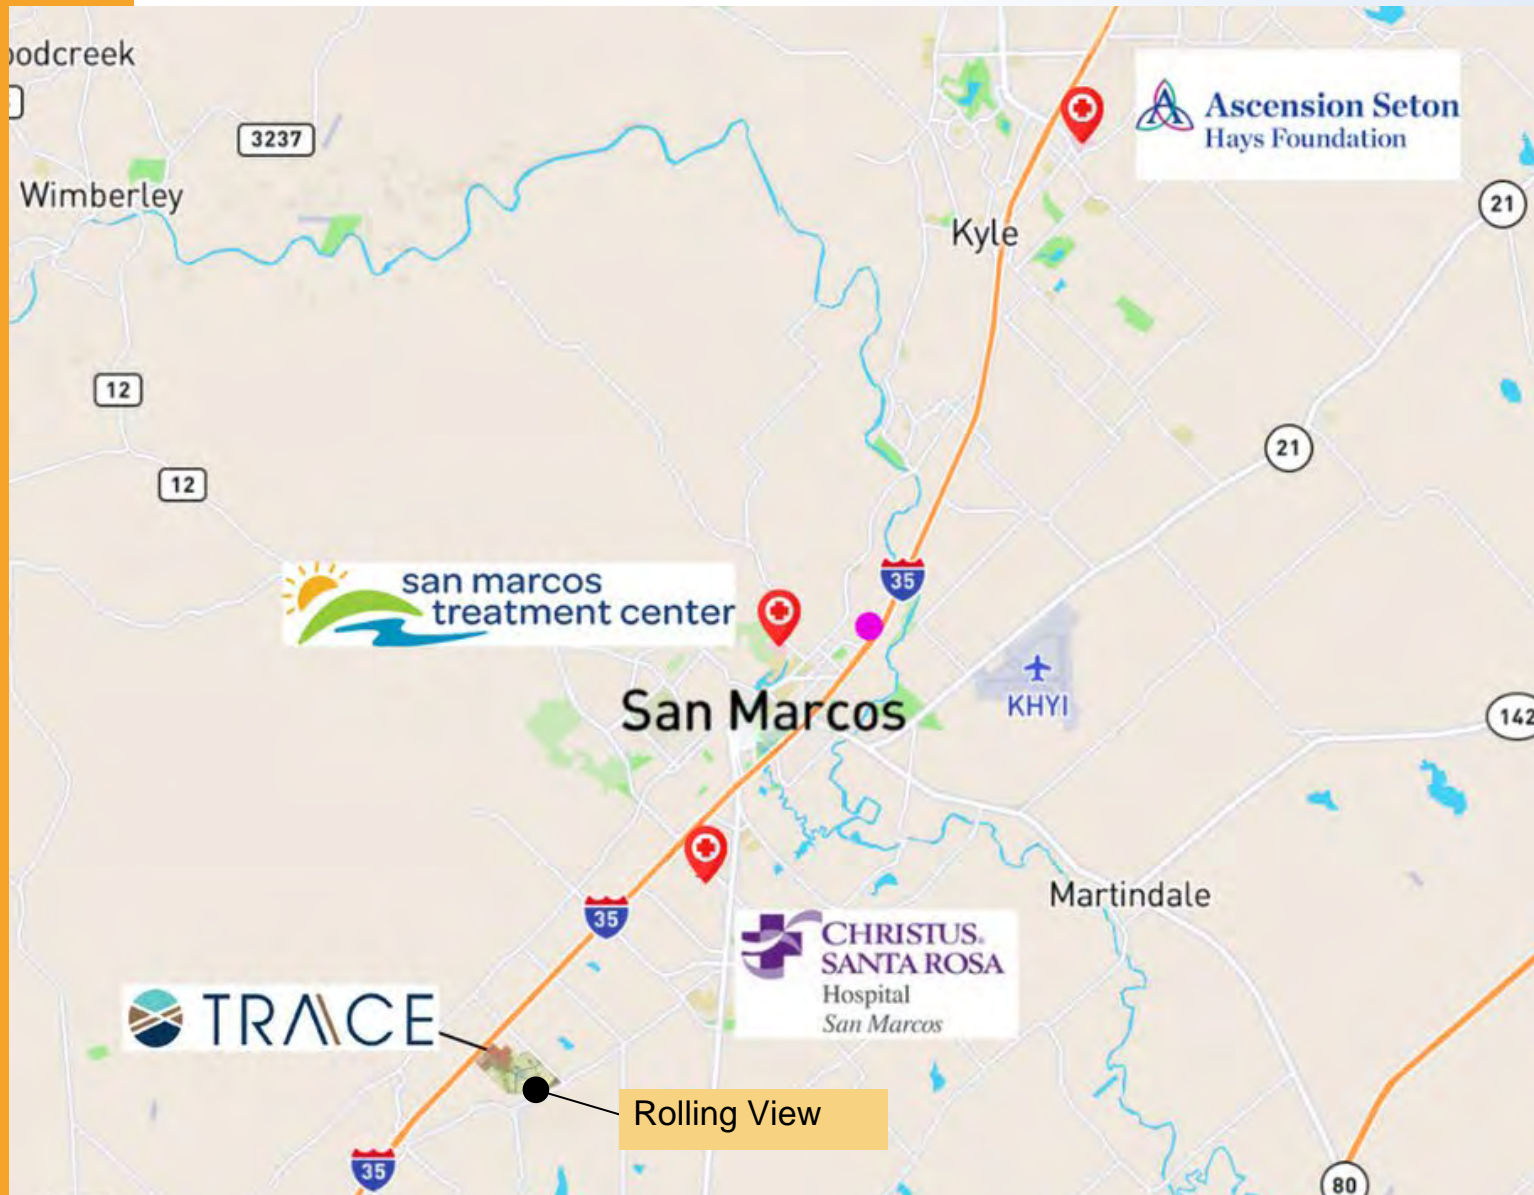 oodcreek
3237
Wimberley
Ascension Seton
Hays Foundation
21
Kyle
12
21
12
35
san marcos
treatment center
San Marcos
KHYI
142
Martindale
35
CHRISTUS®
SANTA ROSA
Hospital
San Marcos
TRACE
Rolling View
35
80